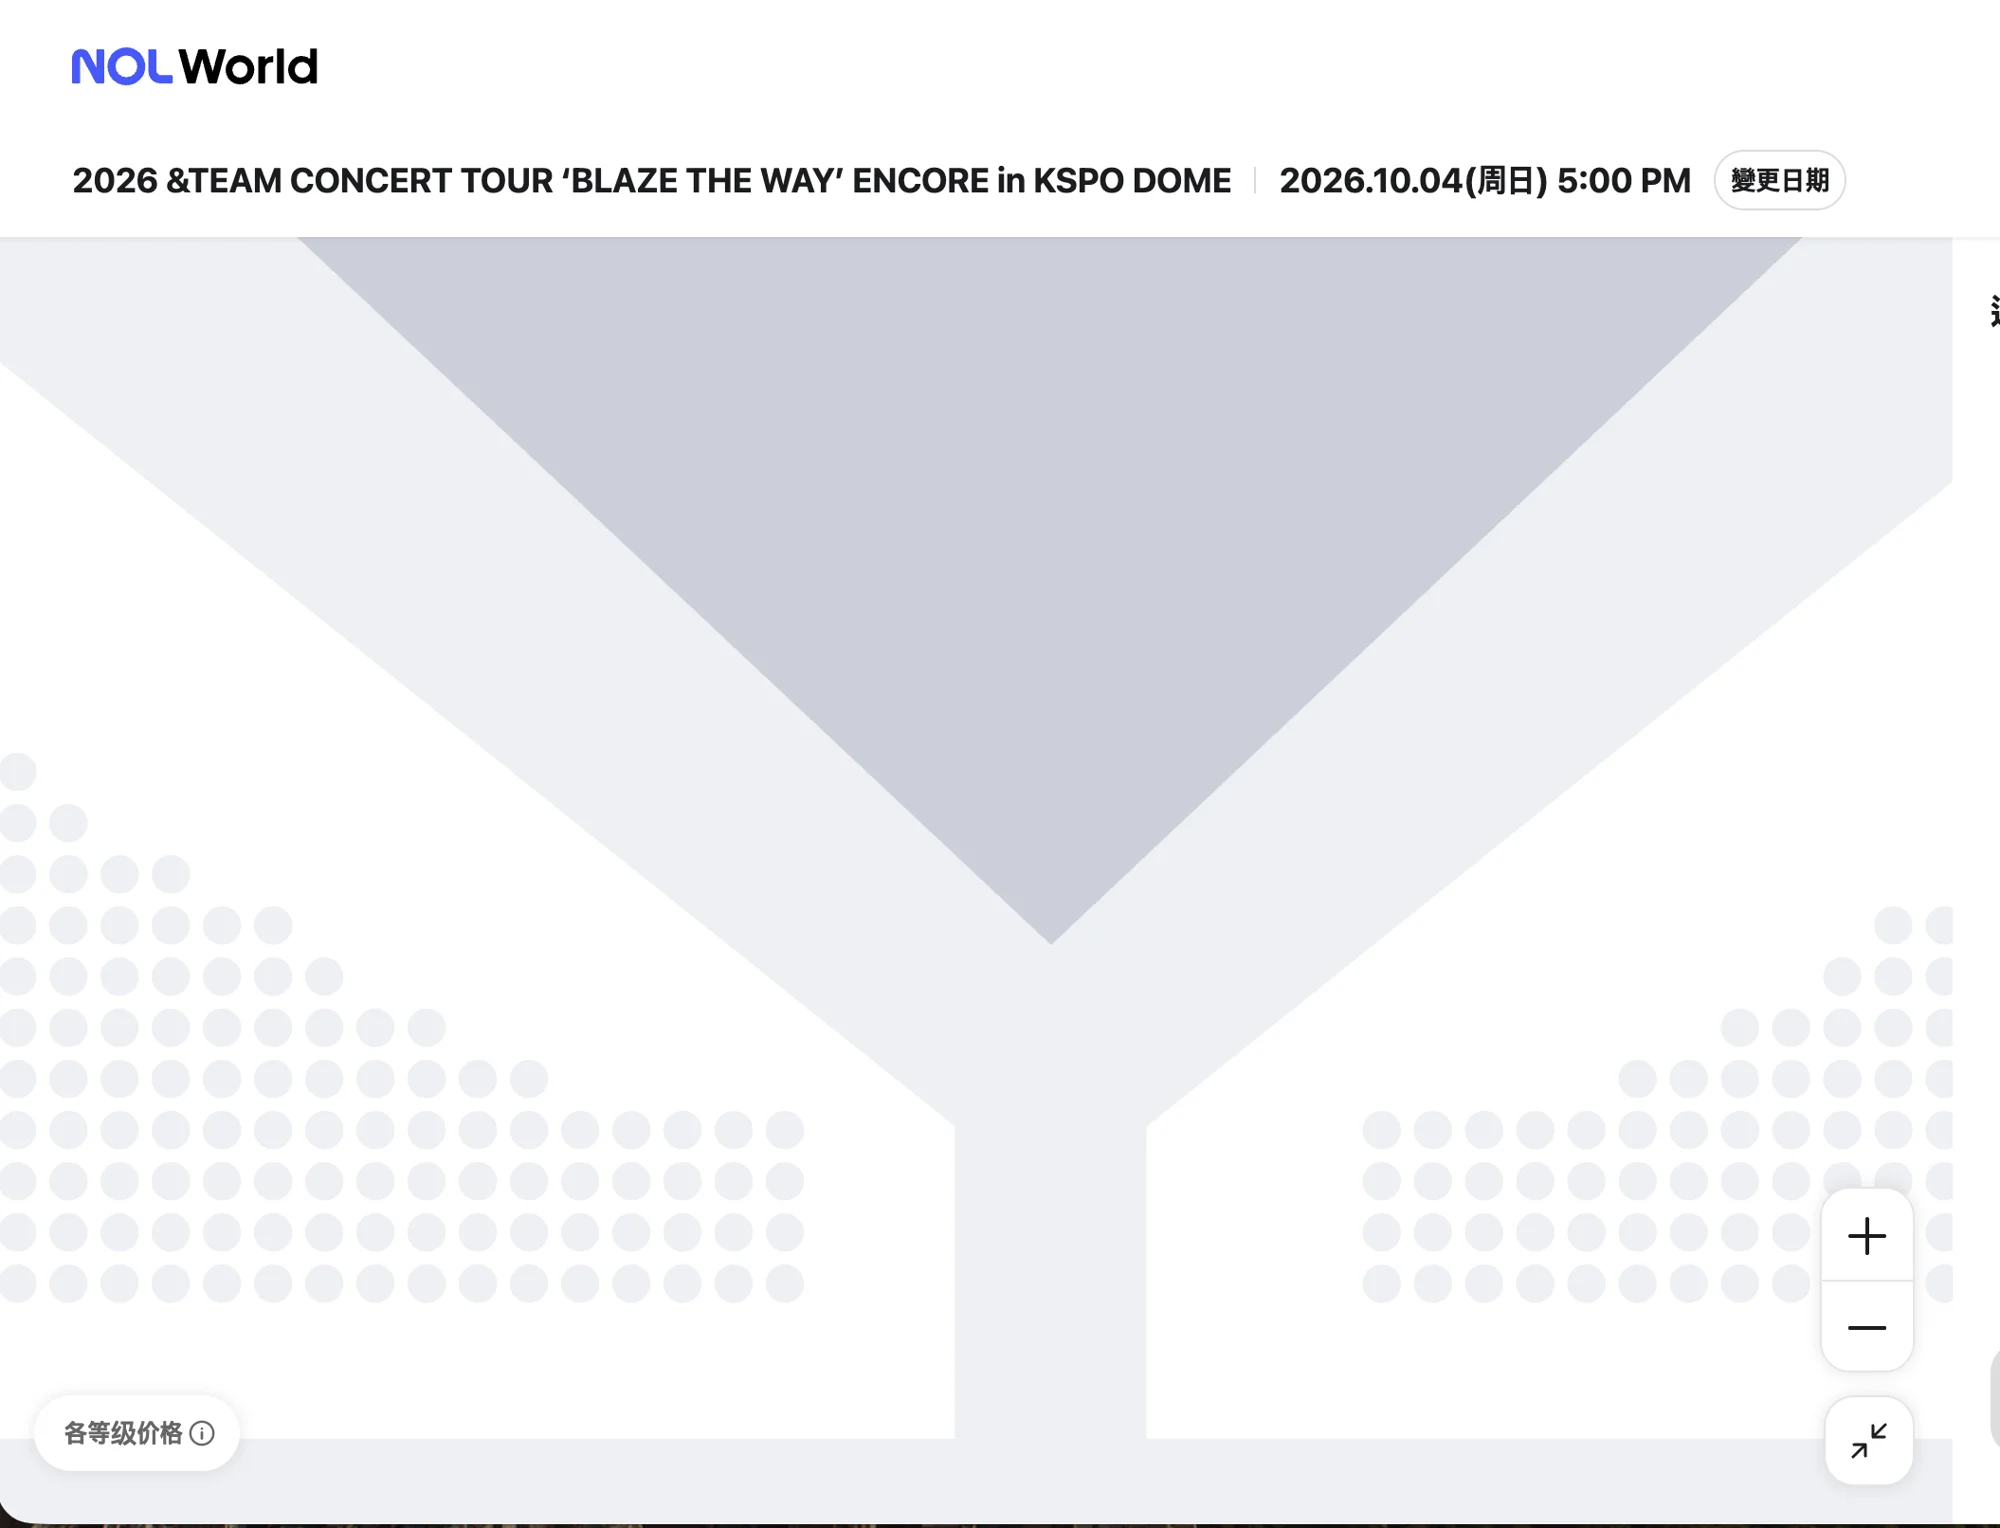 NOL World
2026 &TEAM CONCERT TOUR ‘BLAZE THE WAY’ ENCORE in KSPO DOME
2026.10.04(周日) 5:00 PM
變更日期
各等级价格